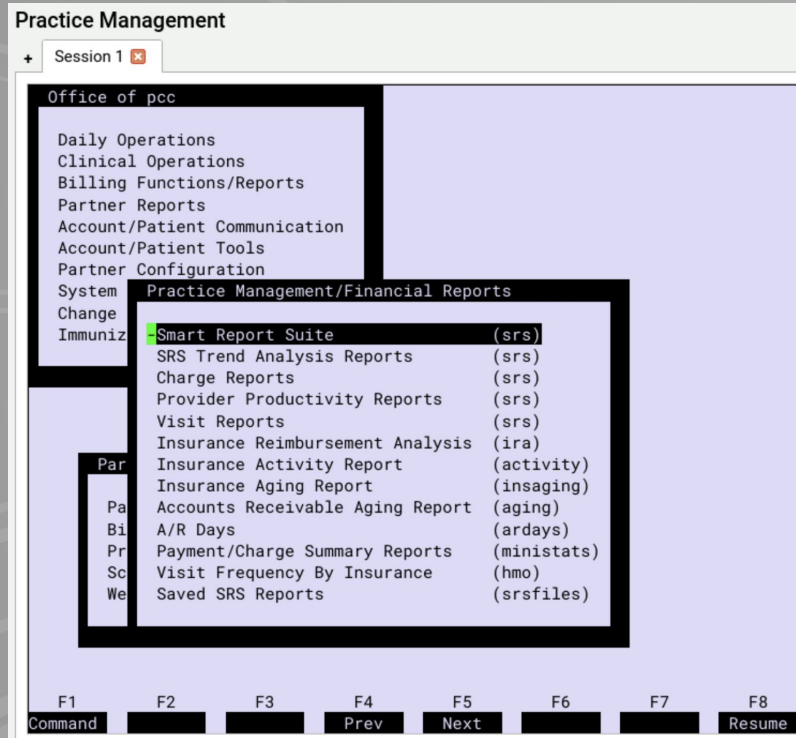 Practice Management
+ Session 1
Office of pcc
Daily Operations
Clinical Operations
Billing Functions/Reports
Partner Reports
Account/Patient Communication
Account/Patient Tools
Partner Configuration
System
Change
Immuniz
Practice Management/Financial Reports
-Smart Report Suite (srs)
SRS Trend Analysis Reports (srs)
Charge Reports (srs)
Provider Productivity Reports (srs)
Visit Reports (srs)
Insurance Reimbursement Analysis (ira)
Insurance Activity Report (activity)
Insurance Aging Report (insaging)
Accounts Receivable Aging Report (aging)
A/R Days (ardays)
Payment/Charge Summary Reports (ministats)
Visit Frequency By Insurance (hmo)
Saved SRS Reports (srsfiles)
Par
Pa
Bi
Pr
Sc
We
F1 F2 F3 F4 F5 F6 F7 F8
Command Prev Next Resume